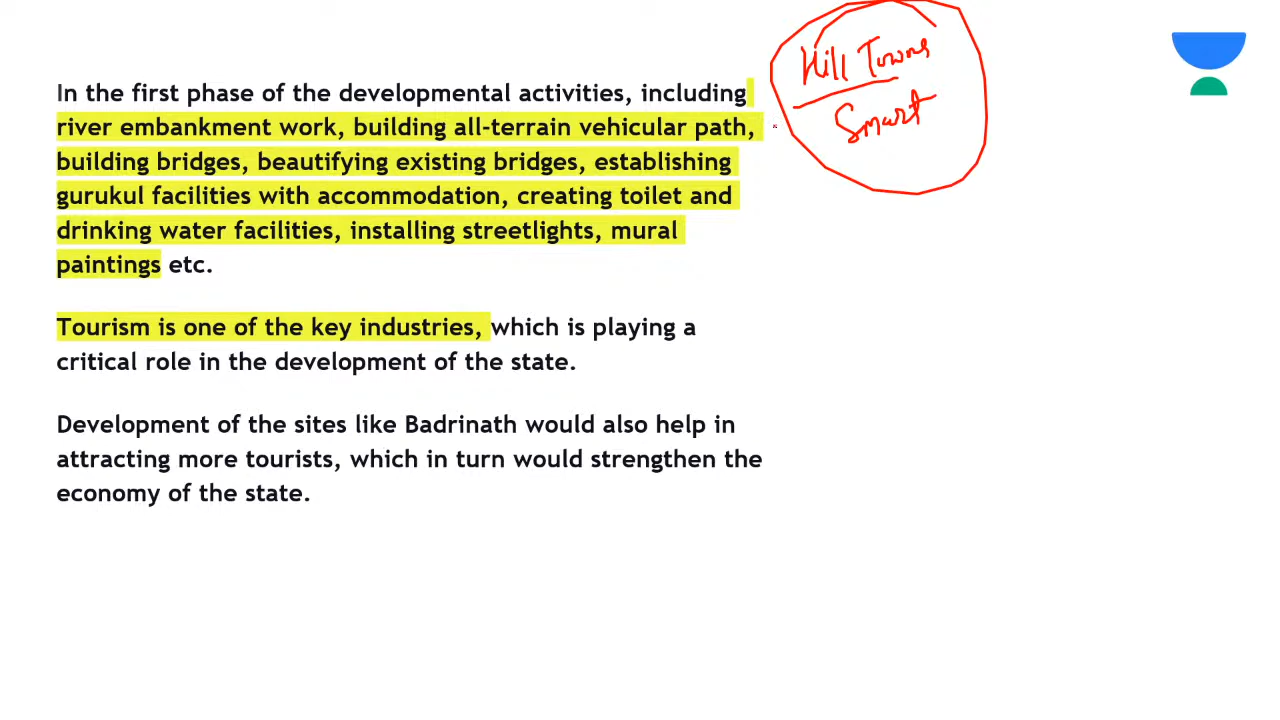 In the first phase of the developmental activities, including
river embankment work, building all-terrain vehicular path,
building bridges, beautifying existing bridges, establishing
gurukul facilities with accommodation, creating toilet and
drinking water facilities, installing streetlights, mural
paintings etc.
Tourism is one of the key industries, which is playing a
critical role in the development of the state.
Development of the sites like Badrinath would also help in
attracting more tourists, which in turn would strengthen the
economy of the state.
Hill Towns
Smart